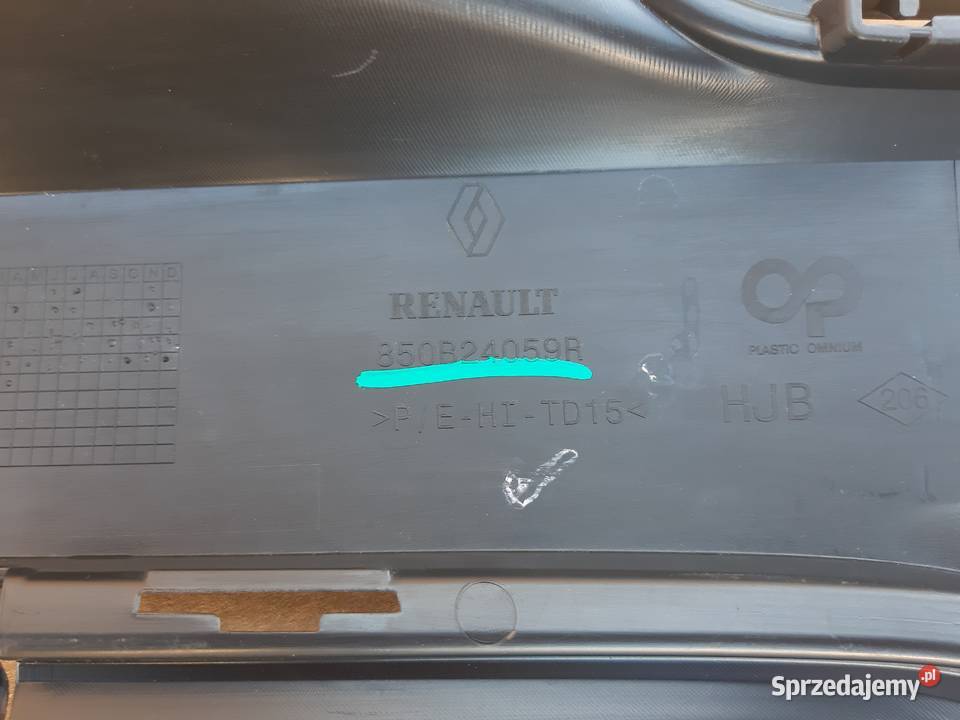 A M J J A S O N D
RENAULT
850B24059R
PLASTIC OMNIUM
>P/E-HI-TD15<
HJB
206
Sprzedajemy.pl